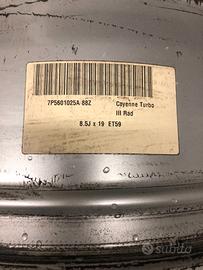 7P5601025A 88Z
Cayenne Turbo
III Rad
8.5J x 19 ET59
subito